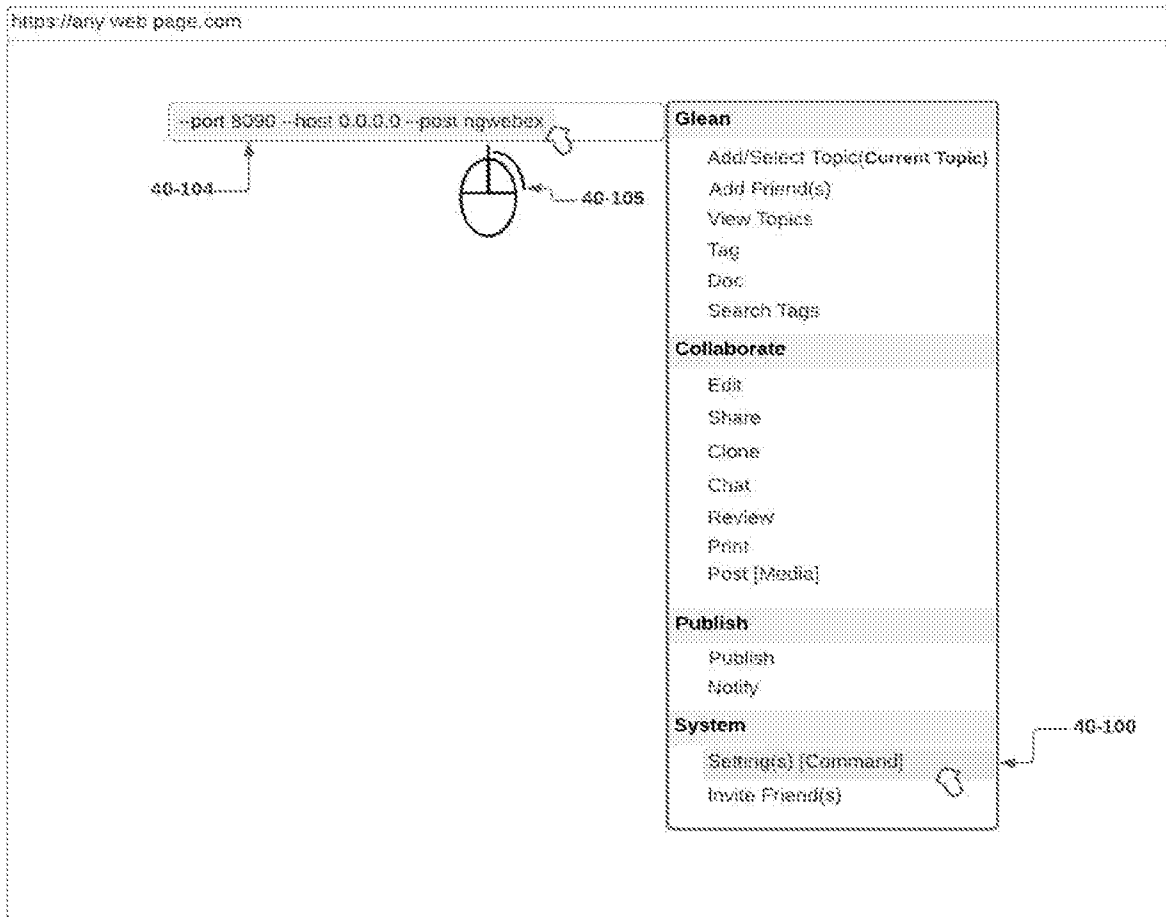 https://any web page.com
--port 8090 --host 0.0.0.0 --post ngwebex
40-104
40-105
Glean
Add/Select Topic(Current Topic)
Add Friend(s)
View Topics
Tag
Doc
Search Tags
Collaborate
Edit
Share
Clone
Chat
Review
Print
Post [Media]
Publish
Publish
Notify
System
40-100
Setting(s) [Command]
Invite Friend(s)